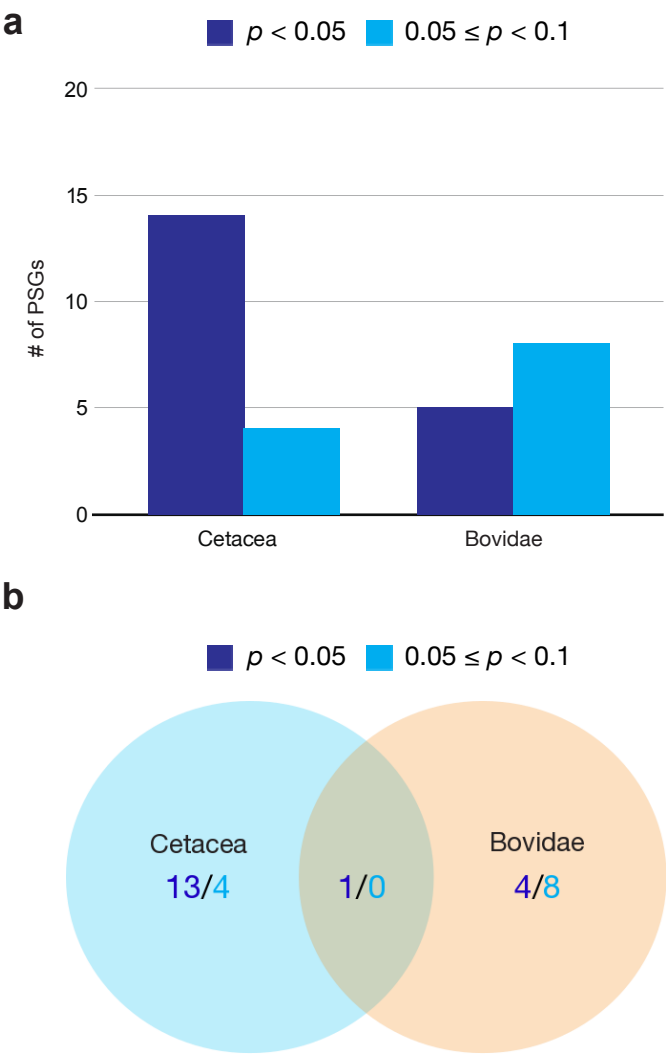 a
p < 0.05 0.05 ≤ p < 0.1
20
15
10
5
0
# of PSGs
Cetacea Bovidae
b
p < 0.05 0.05 ≤ p < 0.1
Cetacea Bovidae
13/4 1/0 4/8